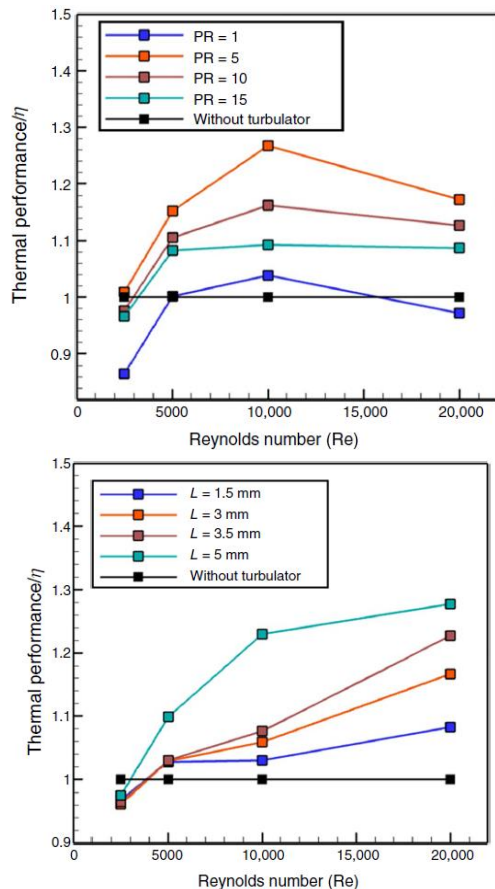 1.5
1.4
1.3
1.2
1.1
1
0.9
Thermal performance/η
PR = 1
PR = 5
PR = 10
PR = 15
Without turbulator
0 5000 10,000 15,000 20,000
Reynolds number (Re)
1.5
1.4
1.3
1.2
1.1
1
0.9
Thermal performance/η
L = 1.5 mm
L = 3 mm
L = 3.5 mm
L = 5 mm
Without turbulator
0 5000 10,000 15,000 20,000
Reynolds number (Re)